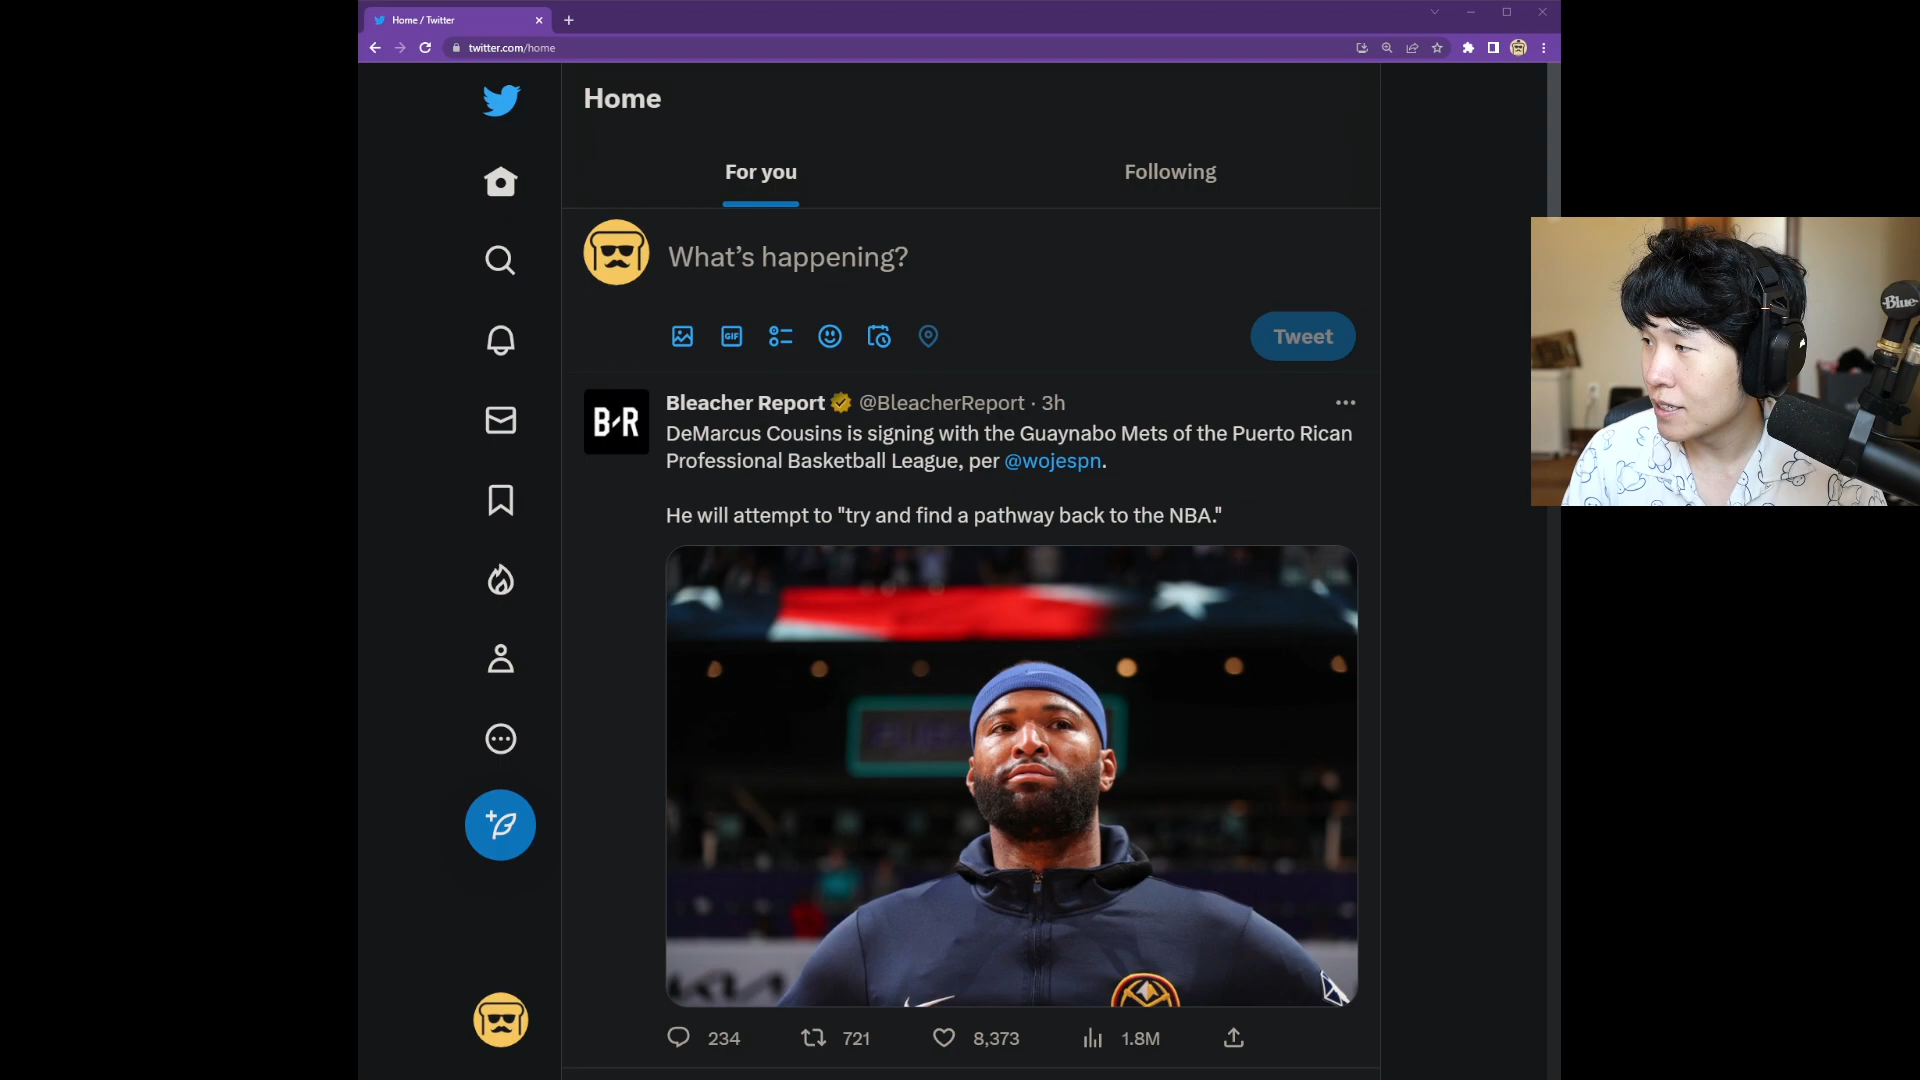 Home / Twitter
twitter.com/home
Home
For you
Following
What’s happening?
GIF
Tweet
B/R
Bleacher Report @BleacherReport · 3h
DeMarcus Cousins is signing with the Guaynabo Mets of the Puerto Rican
Professional Basketball League, per @wojespn.
He will attempt to "try and find a pathway back to the NBA."
234
721
8,373
1.8M
Blue